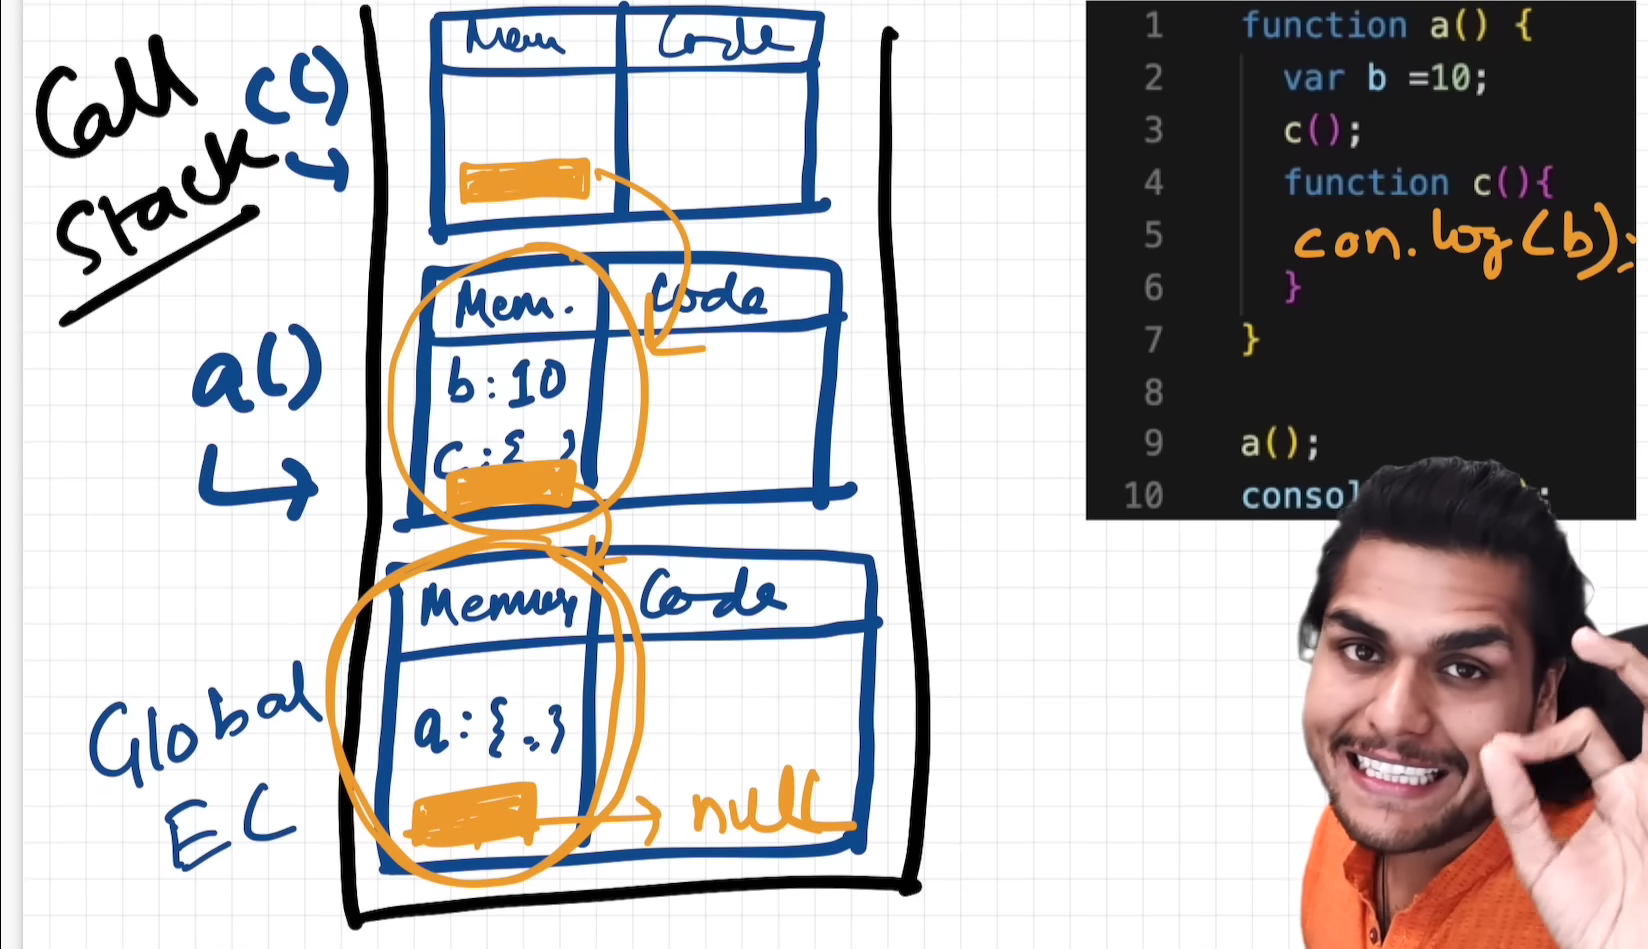 Call
Stack
c()
Mem Code
a()
Mem. Code
b:10
c:{
Global
EC
Memory Code
a:{.}
null
1 function a() {
2 var b =10;
3 c();
4 function c(){
5 con.log(b);
6 }
7 }
8
9 a();
10 consol